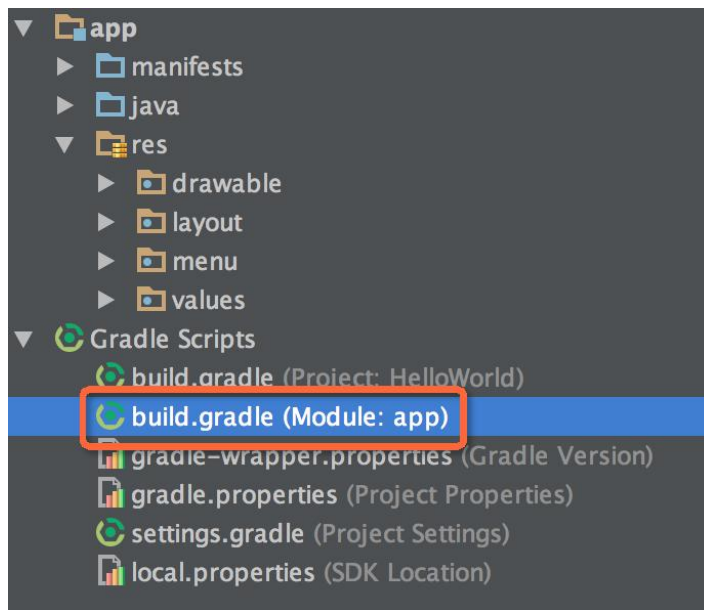 app
manifests
java
res
drawable
layout
menu
values
Gradle Scripts
build.gradle (Project: HelloWorld)
build.gradle (Module: app)
gradle-wrapper.properties (Gradle Version)
gradle.properties (Project Properties)
settings.gradle (Project Settings)
local.properties (SDK Location)